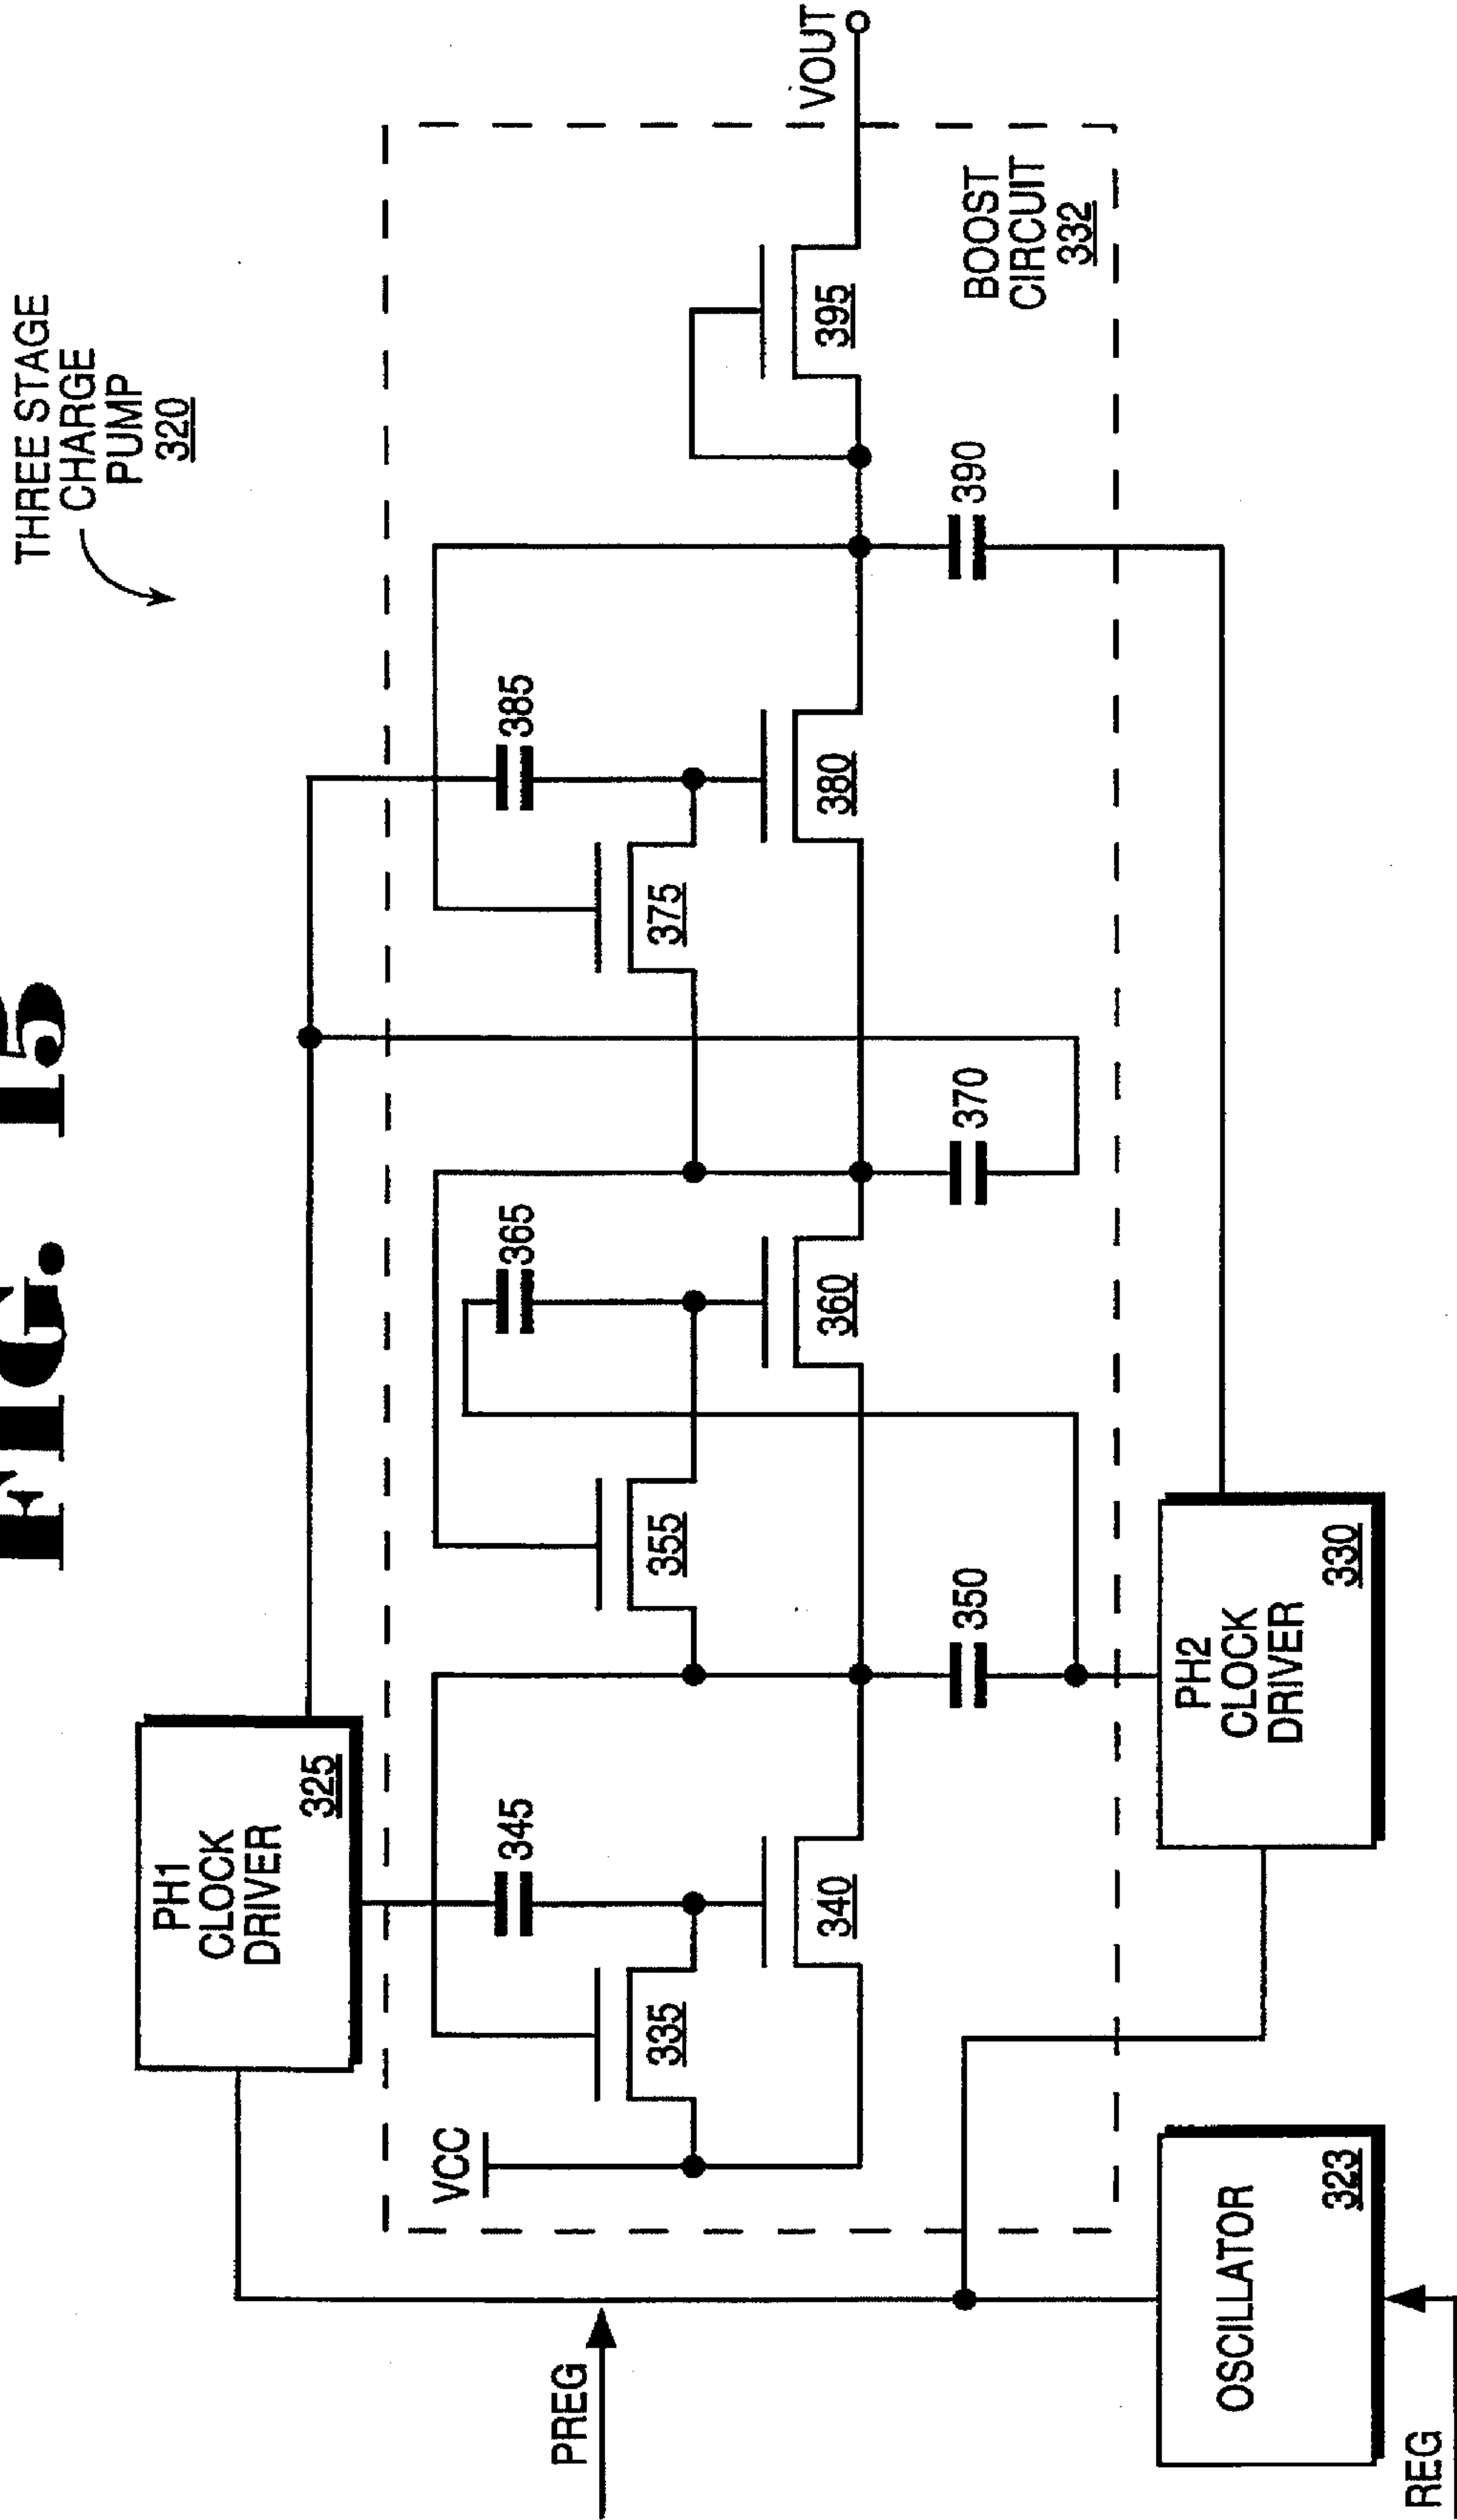 FIG. 15
THREE STAGE
CHARGE
PUMP
320
PH1
CLOCK
DRIVER
325
VCC
335
345
340
355
365
360
350
375
385
380
370
390
395
VOUT
BOOST
CIRCUIT
332
PREG
OSCILLATOR
323
REG
PH2
CLOCK
DRIVER
330